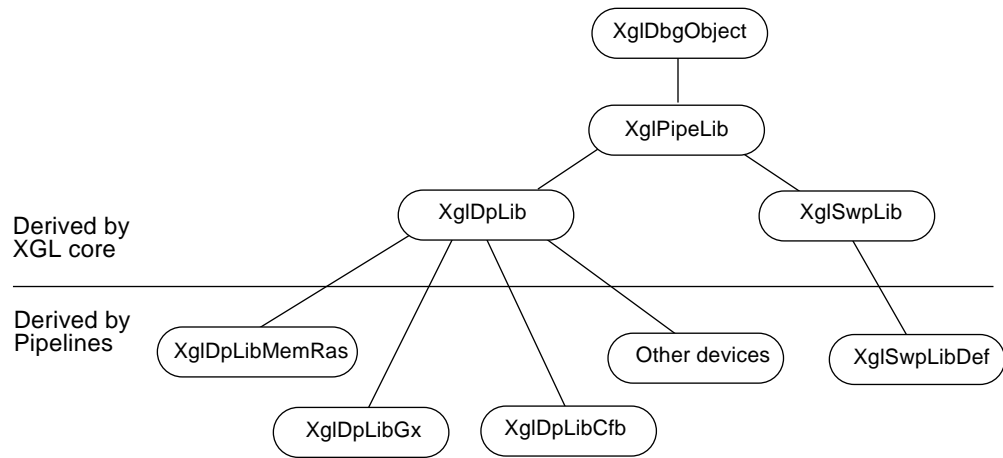 XglDbgObject
XglPipeLib
XglDpLib
XglSwpLib
Derived by
XGL core
Derived by
Pipelines
XglDpLibMemRas
Other devices
XglSwpLibDef
XglDpLibGx
XglDpLibCfb